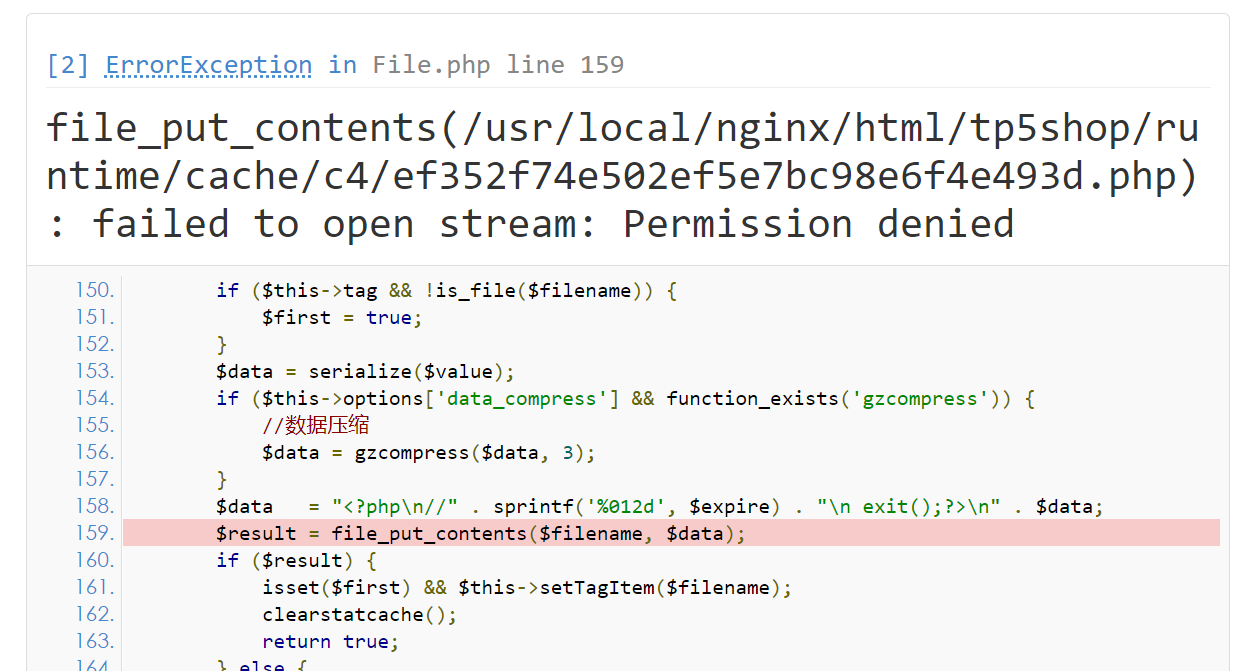 [2] ErrorException in File.php line 159
file_put_contents(/usr/local/nginx/html/tp5shop/ru
ntime/cache/c4/ef352f74e502ef5e7bc98e6f4e493d.php)
: failed to open stream: Permission denied
150. if ($this->tag && !is_file($filename)) {
151. $first = true;
152. }
153. $data = serialize($value);
154. if ($this->options['data_compress'] && function_exists('gzcompress')) {
155. //数据压缩
156. $data = gzcompress($data, 3);
157. }
158. $data   = "<?php\n//" . sprintf('%012d', $expire) . "\n exit();?>\n" . $data;
159. $result = file_put_contents($filename, $data);
160. if ($result) {
161. isset($first) && $this->setTagItem($filename);
162. clearstatcache();
163. return true;
164. } else {